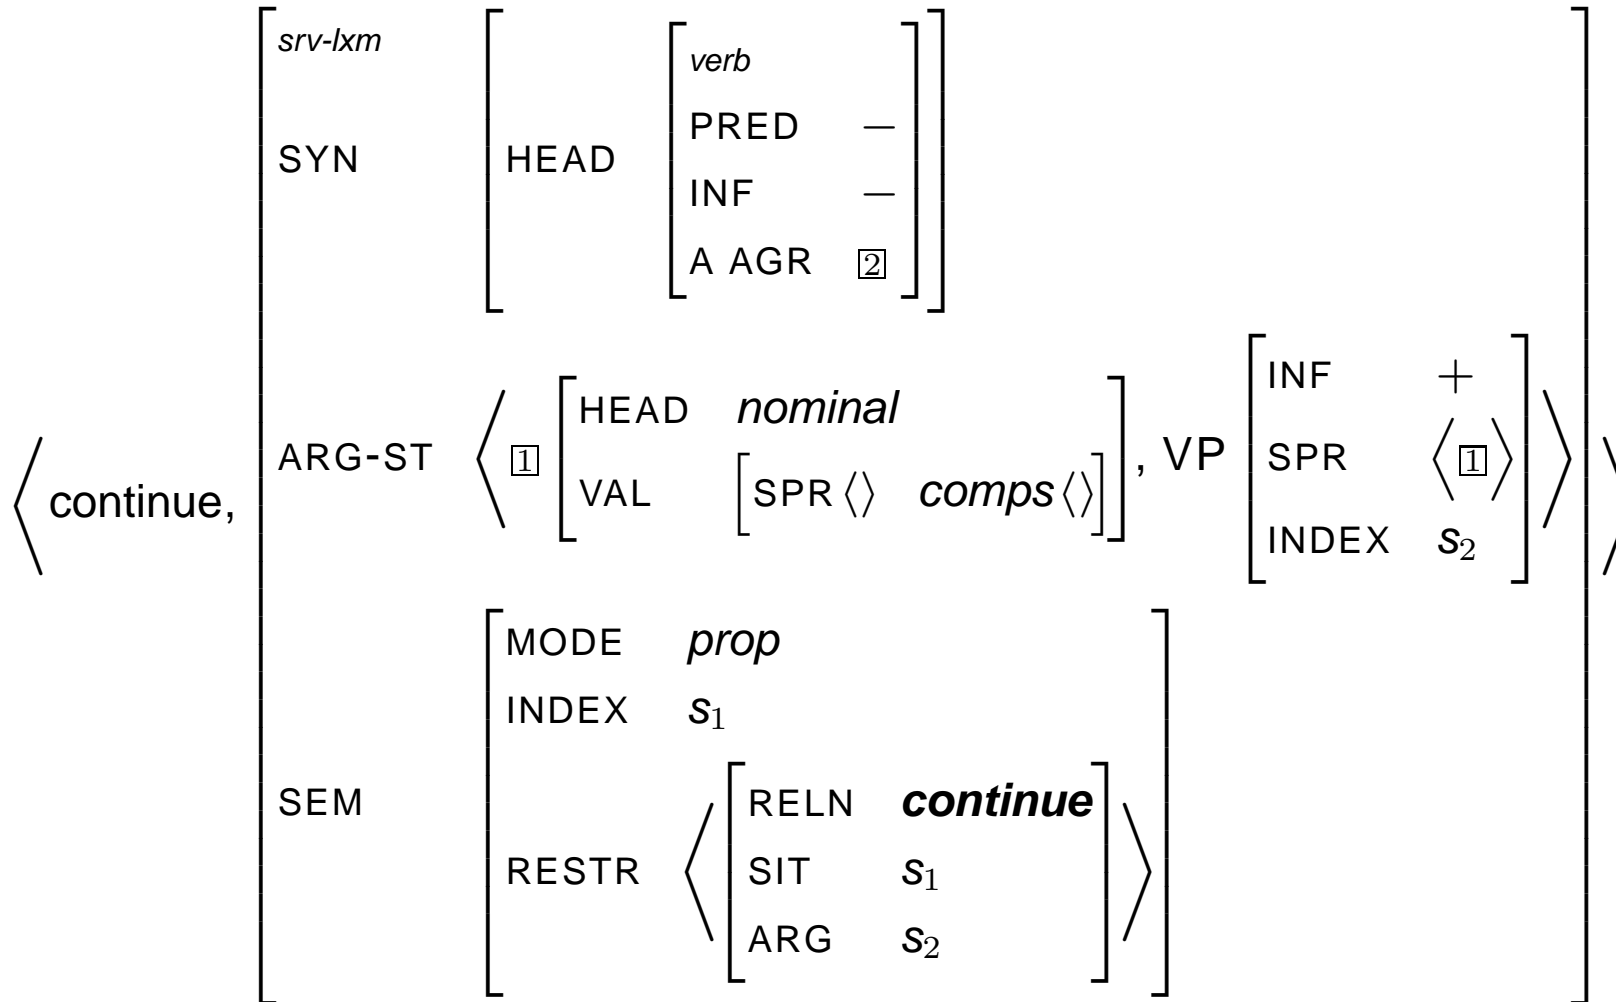 srv-lxm
SYN HEAD verb
PRED −
INF −
A AGR 2
⟨continue, ARG-ST ⟨ 1 HEAD nominal
VAL [SPR ⟨⟩ comps ⟨⟩] , VP INF +
SPR ⟨ 1 ⟩
INDEX s2 ⟩ ⟩
SEM MODE prop
INDEX s1
RESTR ⟨ RELN continue
SIT s1
ARG s2 ⟩